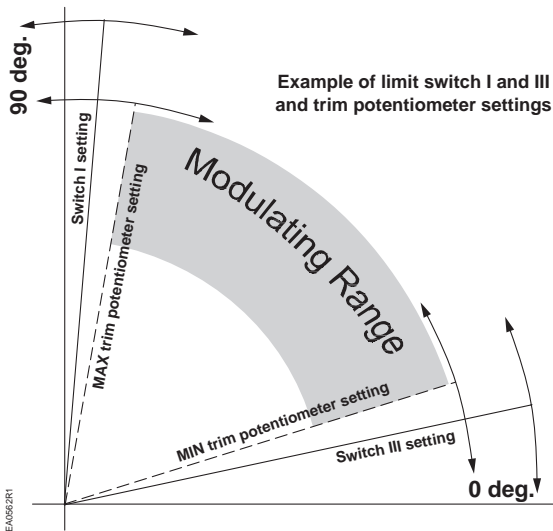 90 deg.
Example of limit switch I and III
and trim potentiometer settings
Switch I setting
MAX trim potentiometer setting
Modulating Range
MIN trim potentiometer setting
Switch III setting
0 deg.
EA0562R1